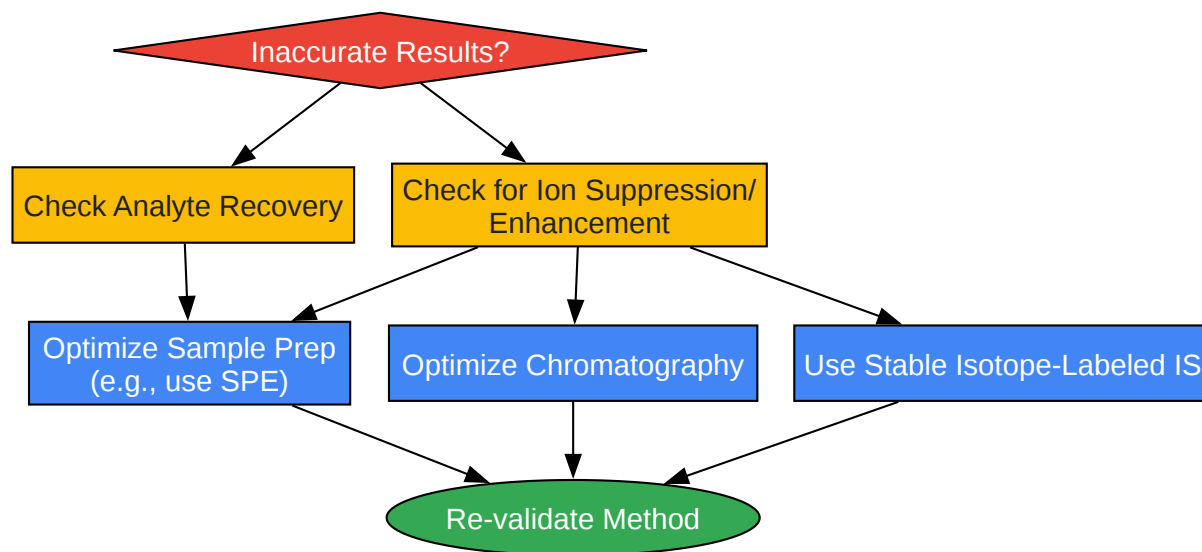 Inaccurate Results?
Check Analyte Recovery
Check for Ion Suppression/
Enhancement
Optimize Sample Prep
(e.g., use SPE)
Optimize Chromatography
Use Stable Isotope-Labeled IS
Re-validate Method